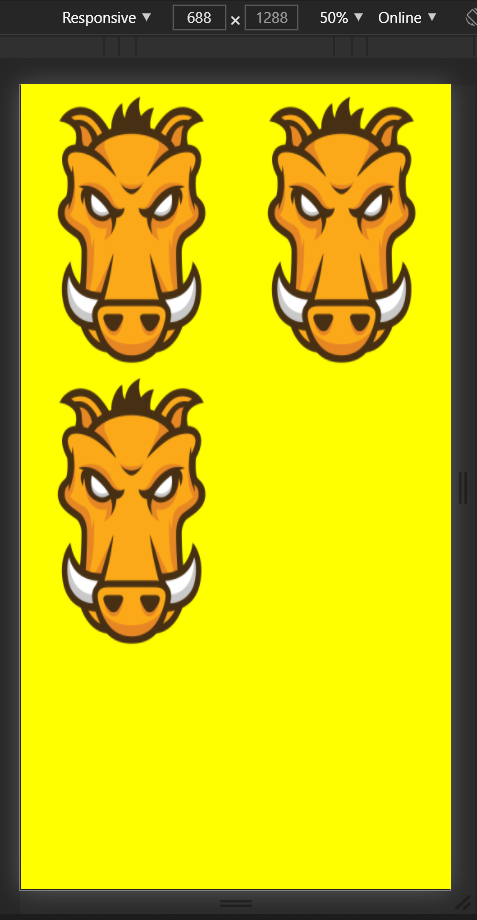 Responsive ▼ 688 × 1288 50% ▼ Online ▼